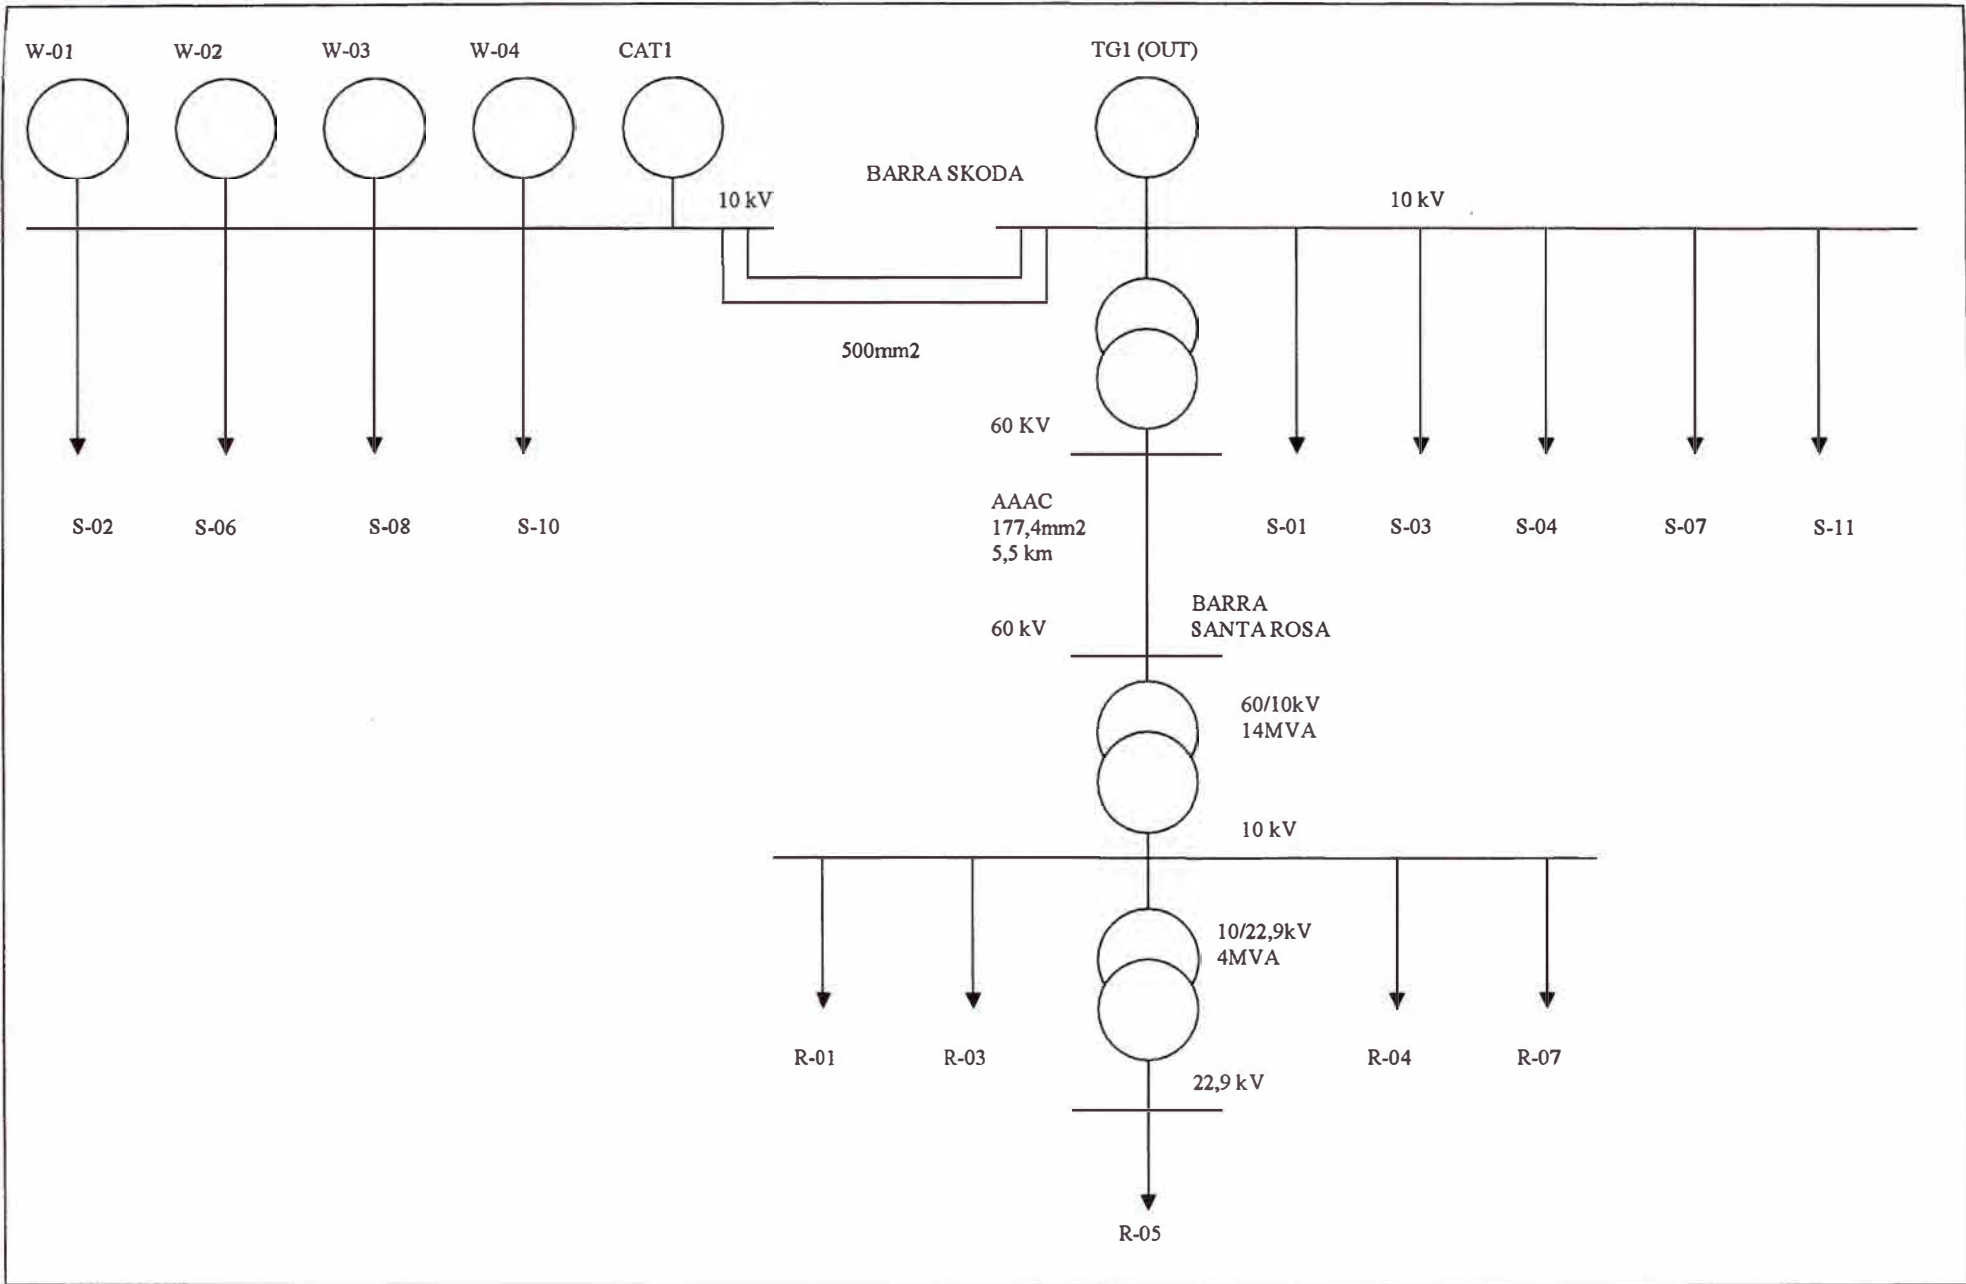 W-01
W-02
W-03
W-04
CAT1
TG1 (OUT)
BARRA SKODA
10 kV
10 kV
500mm2
60 KV
AAAC
177,4mm2
5,5 km
S-02
S-06
S-08
S-10
S-01
S-03
S-04
S-07
S-11
BARRA
SANTA ROSA
60 kV
60/10kV
14MVA
10 kV
10/22,9kV
4MVA
R-01
R-03
R-04
R-07
22,9 kV
R-05